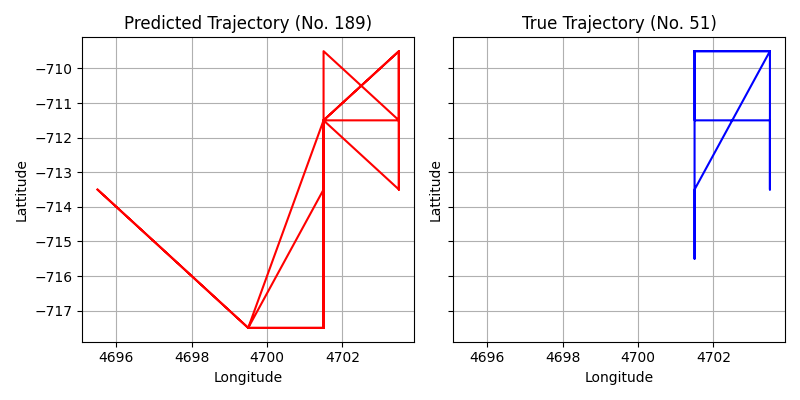 Predicted Trajectory (No. 189)
True Trajectory (No. 51)
−710
−711
−712
−713
−714
−715
−716
−717
Lattitude
Lattitude
4696 4698 4700 4702
4696 4698 4700 4702
Longitude
Longitude